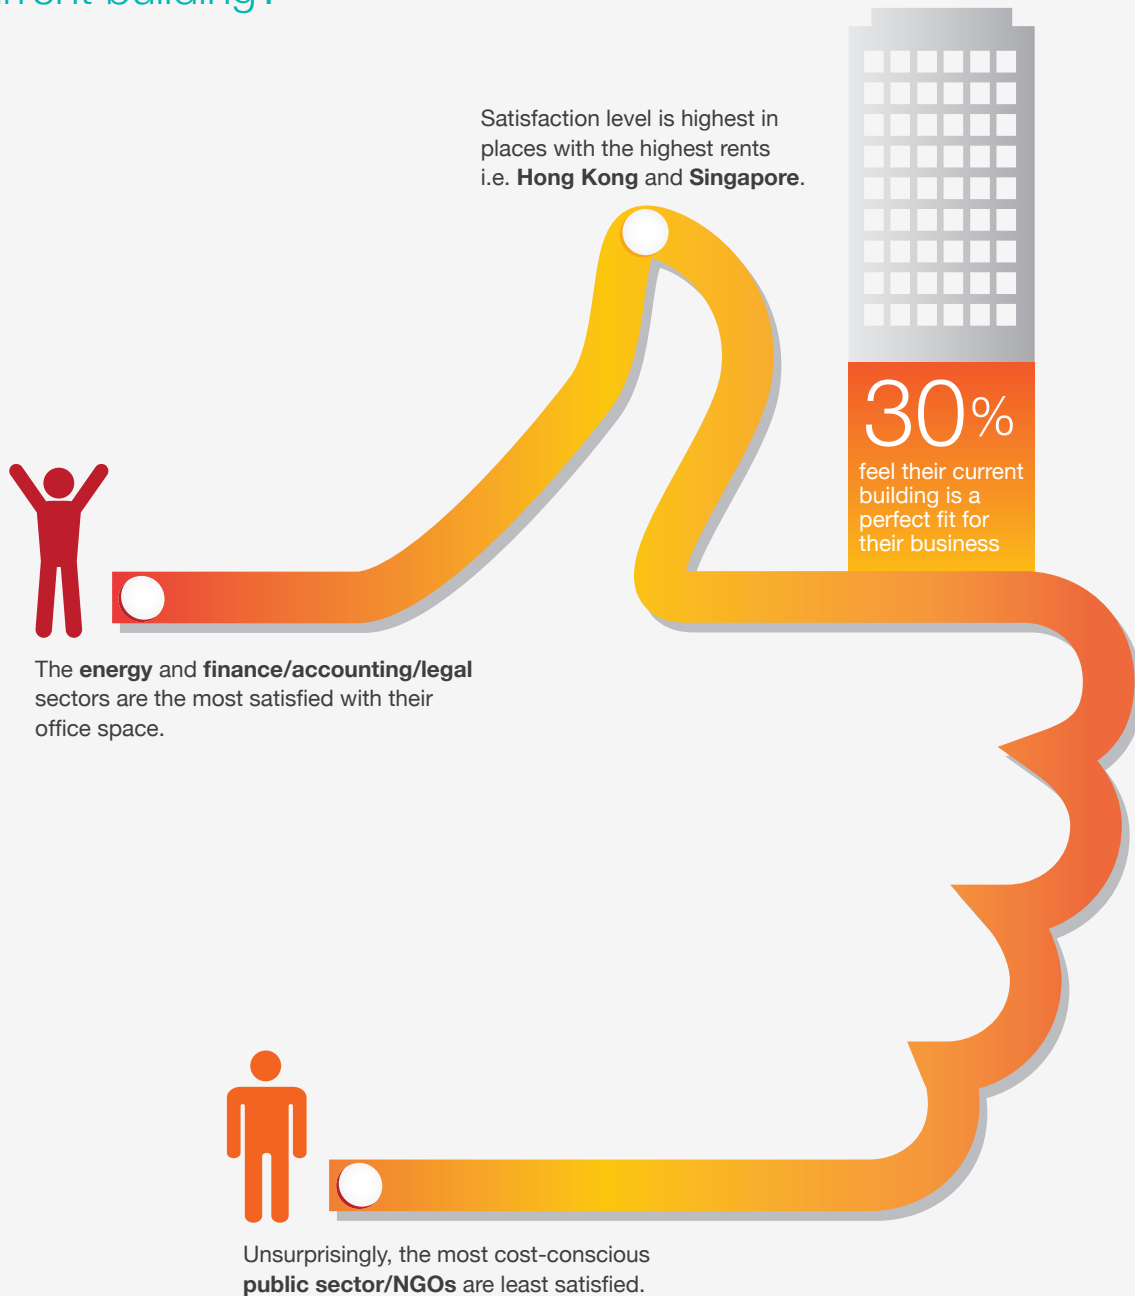 building?
Satisfaction level is highest in
places with the highest rents
i.e. Hong Kong and Singapore.
30%
feel their current
building is a
perfect fit for
their business
The energy and finance/accounting/legal
sectors are the most satisfied with their
office space.
Unsurprisingly, the most cost-conscious
public sector/NGOs are least satisfied.